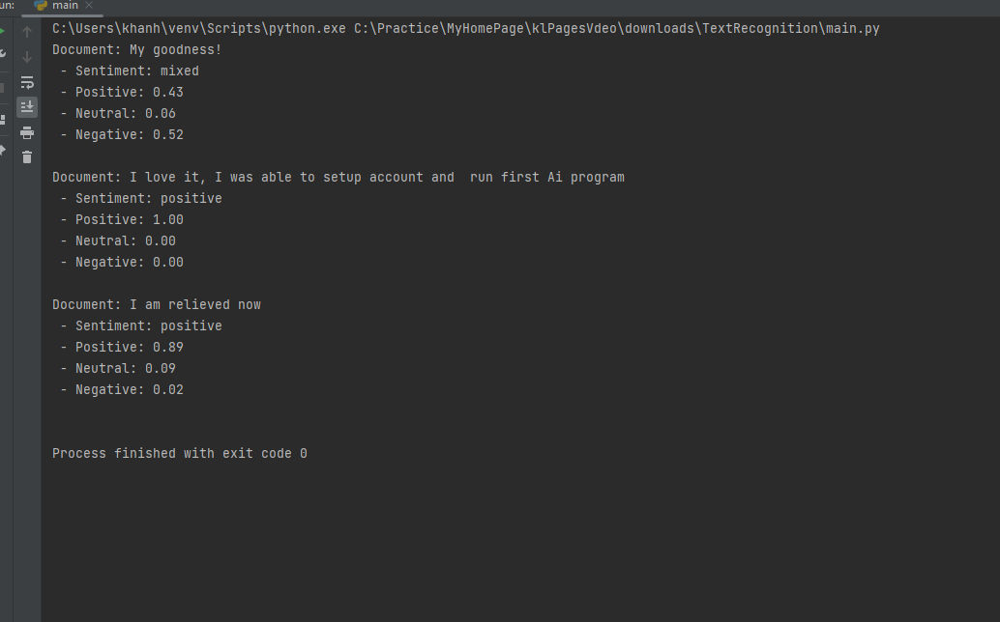 un:
main
C:\Users\khanh\venv\Scripts\python.exe C:\Practice\MyHomePage\klPagesVdeo\downloads\TextRecognition\main.py
Document: My goodness!
- Sentiment: mixed
- Positive: 0.43
- Neutral: 0.06
- Negative: 0.52
Document: I love it, I was able to setup account and  run first Ai program
- Sentiment: positive
- Positive: 1.00
- Neutral: 0.00
- Negative: 0.00
Document: I am relieved now
- Sentiment: positive
- Positive: 0.89
- Neutral: 0.09
- Negative: 0.02
Process finished with exit code 0